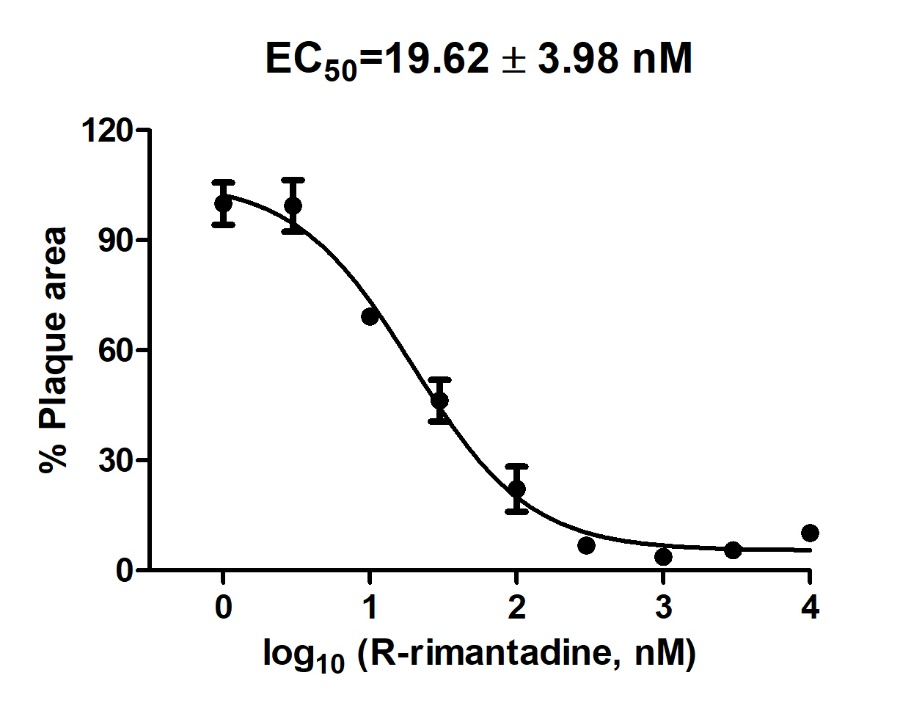 EC₅₀=19.62 ± 3.98 nM
120
90
60
30
0
% Plaque area
0 1 2 3 4
log₁₀ (R-rimantadine, nM)